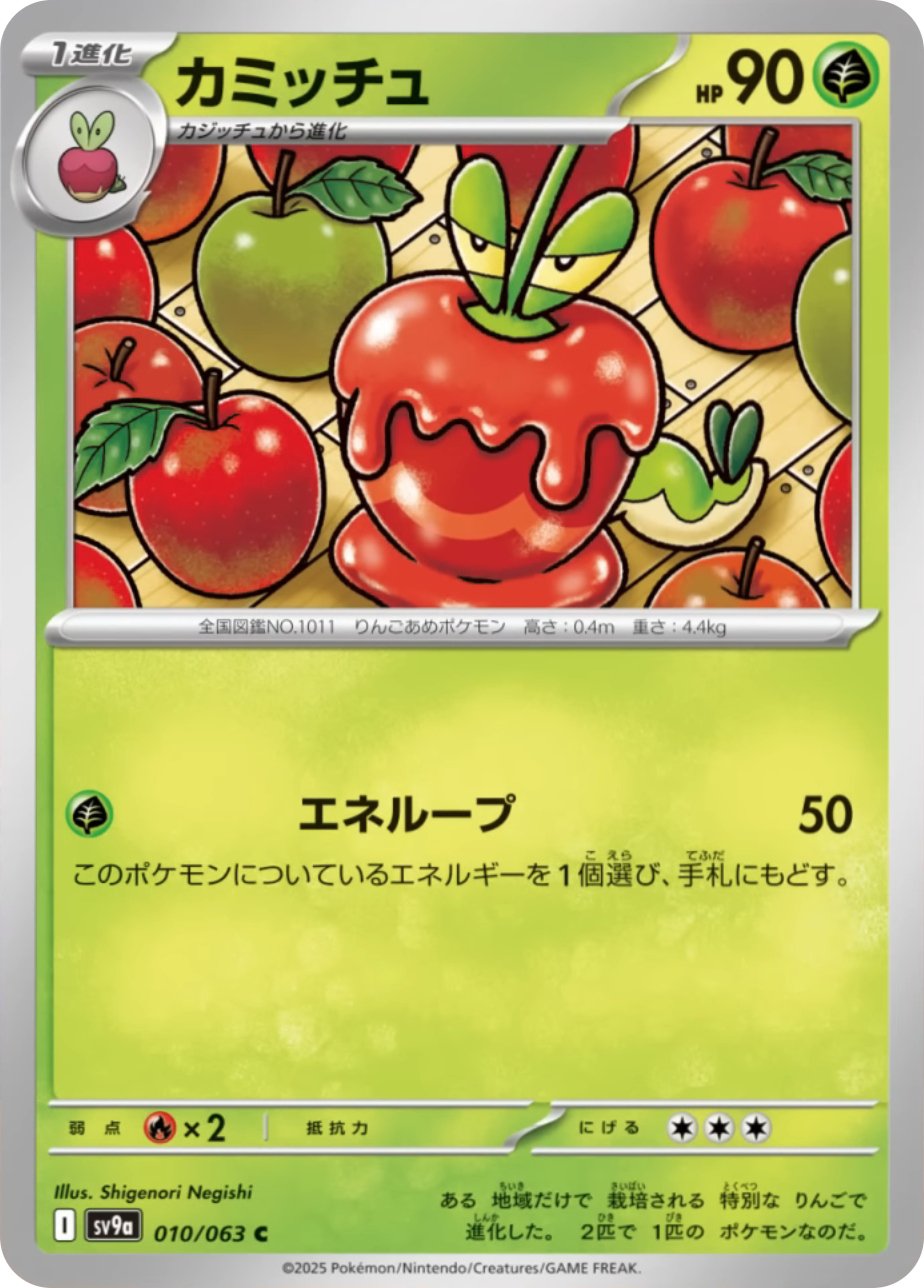 1進化
カミッチュ
HP 90
カジッチュから進化
全国図鑑NO.1011 りんごあめポケモン 高さ:0.4m 重さ:4.4kg
エネループ 50
このポケモンについているエネルギーを1個選び、手札にもどす。
弱点 ×2 抵抗力 にげる
Illus. Shigenori Negishi
ある 地域だけで 栽培される 特別な りんごで
進化した。 2匹で 1匹の ポケモンなのだ。
I sv9a 010/063 C
©2025 Pokémon/Nintendo/Creatures/GAME FREAK.